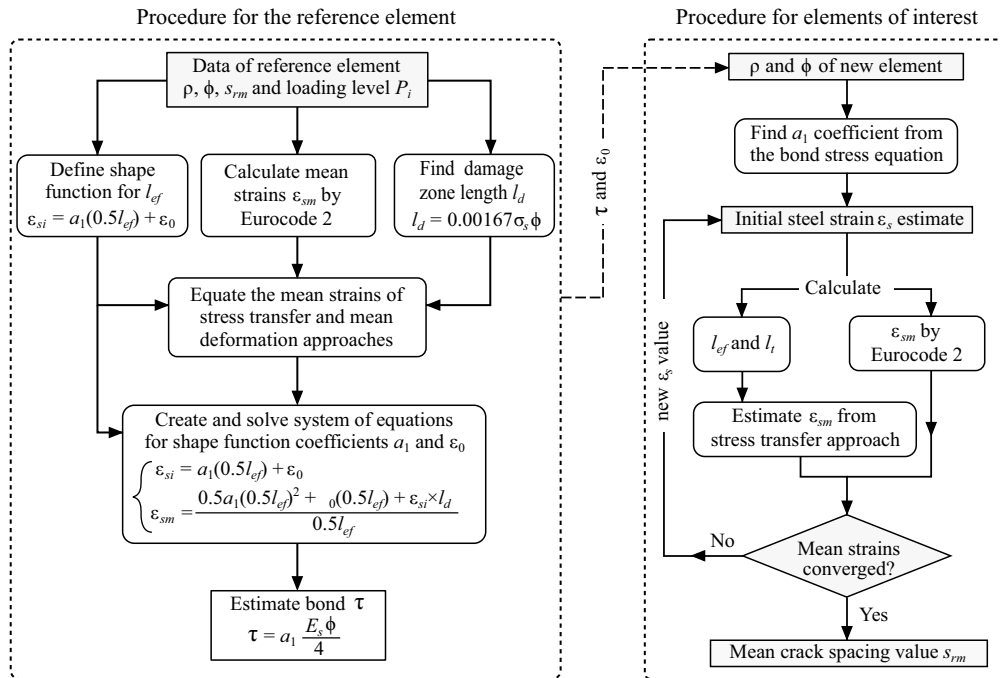 Procedure for the reference element
Data of reference element
ρ, ϕ, s_rm and loading level P_i
Define shape
function for l_ef
ε_si = a_1(0.5l_ef) + ε_0
Calculate mean
strains ε_sm by
Eurocode 2
Find damage
zone length l_d
l_d = 0.00167σ_s ϕ
Equate the mean strains of
stress transfer and mean
deformation approaches
Create and solve system of equations
for shape function coefficients a_1 and ε_0
ε_si = a_1(0.5l_ef) + ε_0
ε_sm = 0.5a_1(0.5l_ef)^2 + _0(0.5l_ef) + ε_si × l_d
0.5l_ef
Estimate bond τ
τ = a_1 E_s ϕ
4
τ and ε_0
Procedure for elements of interest
ρ and ϕ of new element
Find a_1 coefficient from
the bond stress equation
Initial steel strain ε_s estimate
Calculate
l_ef and l_t
ε_sm by
Eurocode 2
Estimate ε_sm from
stress transfer approach
new ε_s value
No
Mean strains
converged?
Yes
Mean crack spacing value s_rm